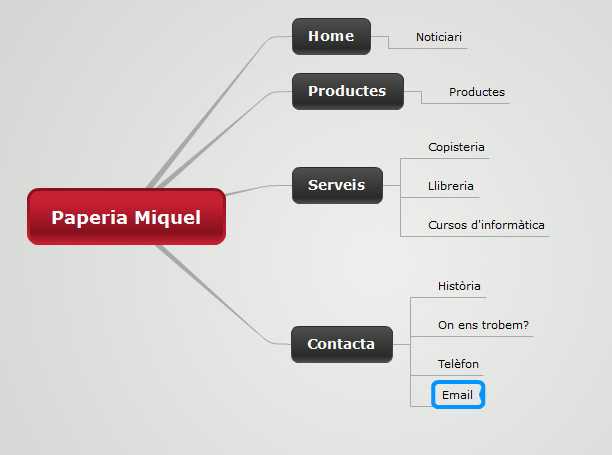 Home
Noticiari
Productes
Productes
Copisteria
Serveis
Llibreria
Cursos d'informàtica
Paperia Miquel
Història
On ens trobem?
Contacta
Telèfon
Email